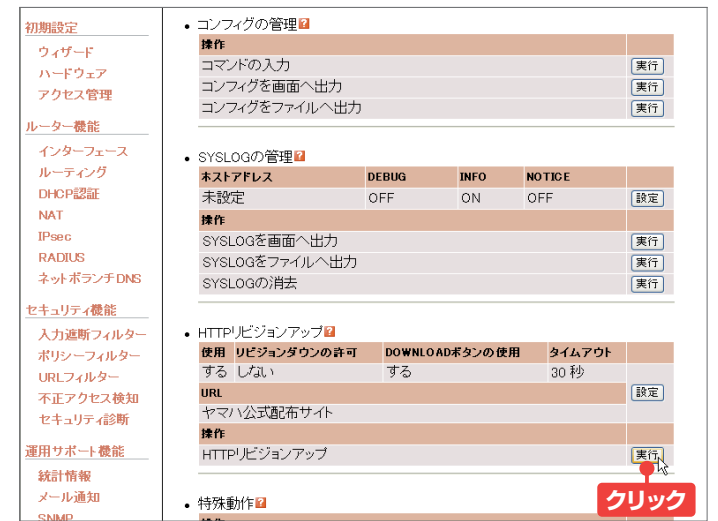 初期設定
ウィザード
ハードウェア
アクセス管理
ルーター機能
インターフェース
ルーティング
DHCP認証
NAT
IPsec
RADIUS
ネットボランチDNS
セキュリティ機能
入力遮断フィルター
ポリシーフィルター
URLフィルター
不正アクセス検知
セキュリティ診断
運用サポート機能
統計情報
メール通知
SNMP
• コンフィグの管理?
操作
コマンドの入力 実行
コンフィグを画面へ出力 実行
コンフィグをファイルへ出力 実行
• SYSLOGの管理?
ホストアドレス DEBUG INFO NOTICE
未設定 OFF ON OFF 設定
操作
SYSLOGを画面へ出力 実行
SYSLOGをファイルへ出力 実行
SYSLOGの消去 実行
• HTTPリビジョンアップ?
使用 リビジョンダウンの許可 DOWNLOADボタンの使用 タイムアウト
する しない する 30 秒
URL 設定
ヤマハ公式配布サイト
操作
HTTPリビジョンアップ 実行
クリック
• 特殊動作?
操作